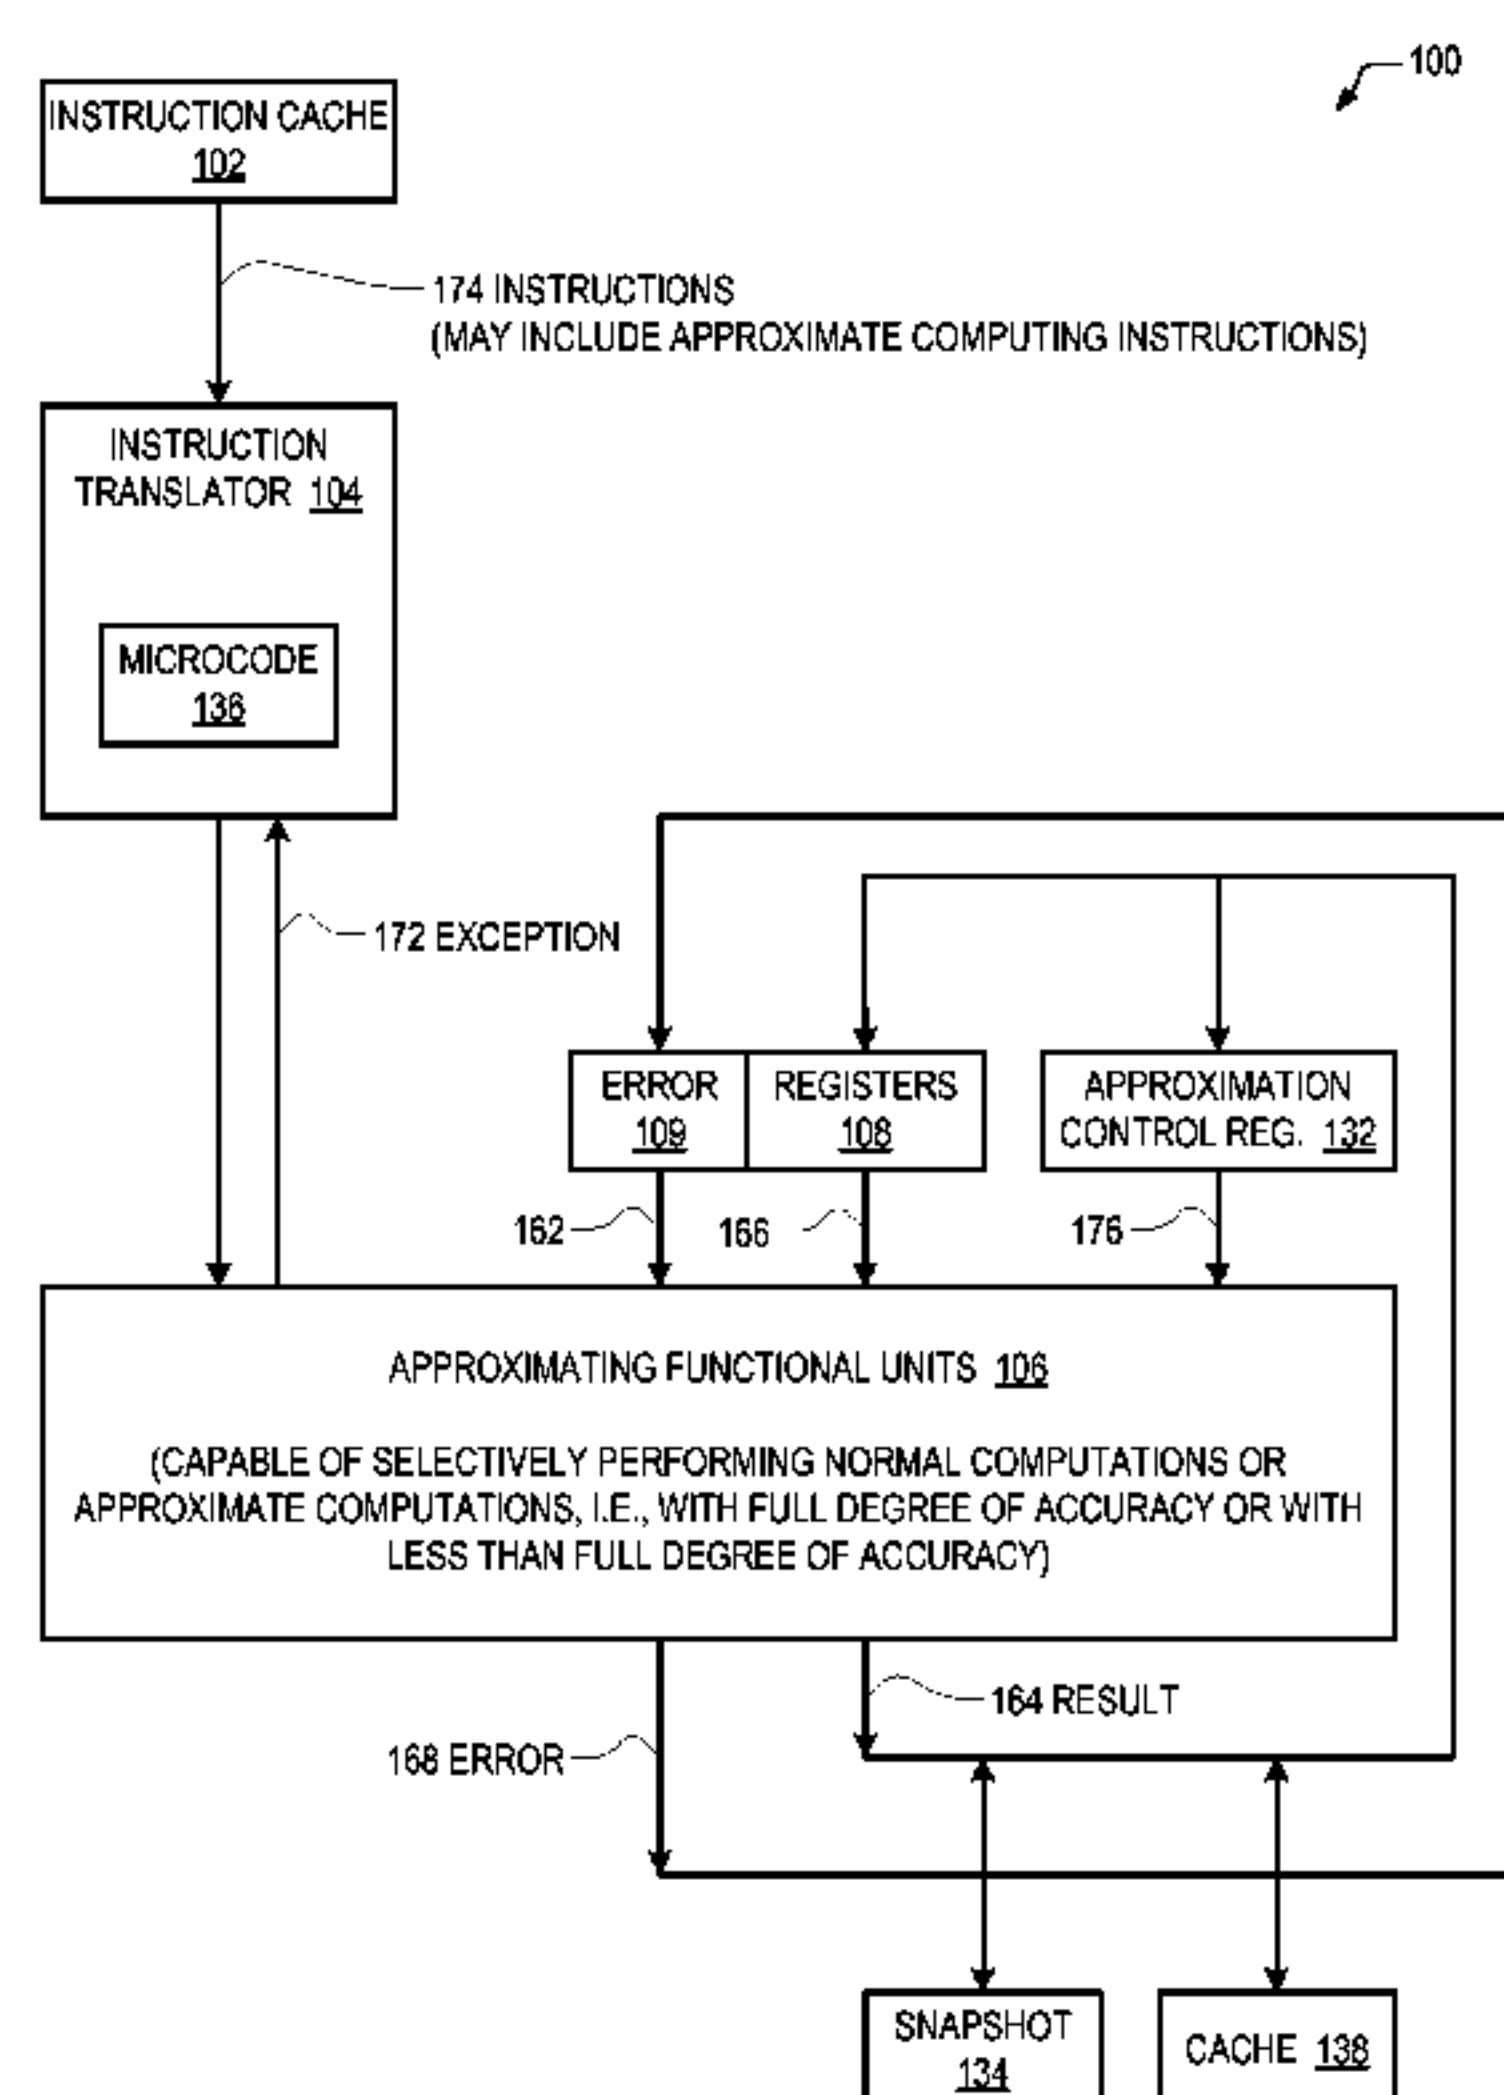 100
INSTRUCTION CACHE
102
174 INSTRUCTIONS
(MAY INCLUDE APPROXIMATE COMPUTING INSTRUCTIONS)
INSTRUCTION
TRANSLATOR 104
MICROCODE
136
172 EXCEPTION
ERROR
109
REGISTERS
108
APPROXIMATION
CONTROL REG. 132
162
166
176
APPROXIMATING FUNCTIONAL UNITS 106
(CAPABLE OF SELECTIVELY PERFORMING NORMAL COMPUTATIONS OR
APPROXIMATE COMPUTATIONS, I.E., WITH FULL DEGREE OF ACCURACY OR WITH
LESS THAN FULL DEGREE OF ACCURACY)
164 RESULT
168 ERROR
SNAPSHOT
134
CACHE 138